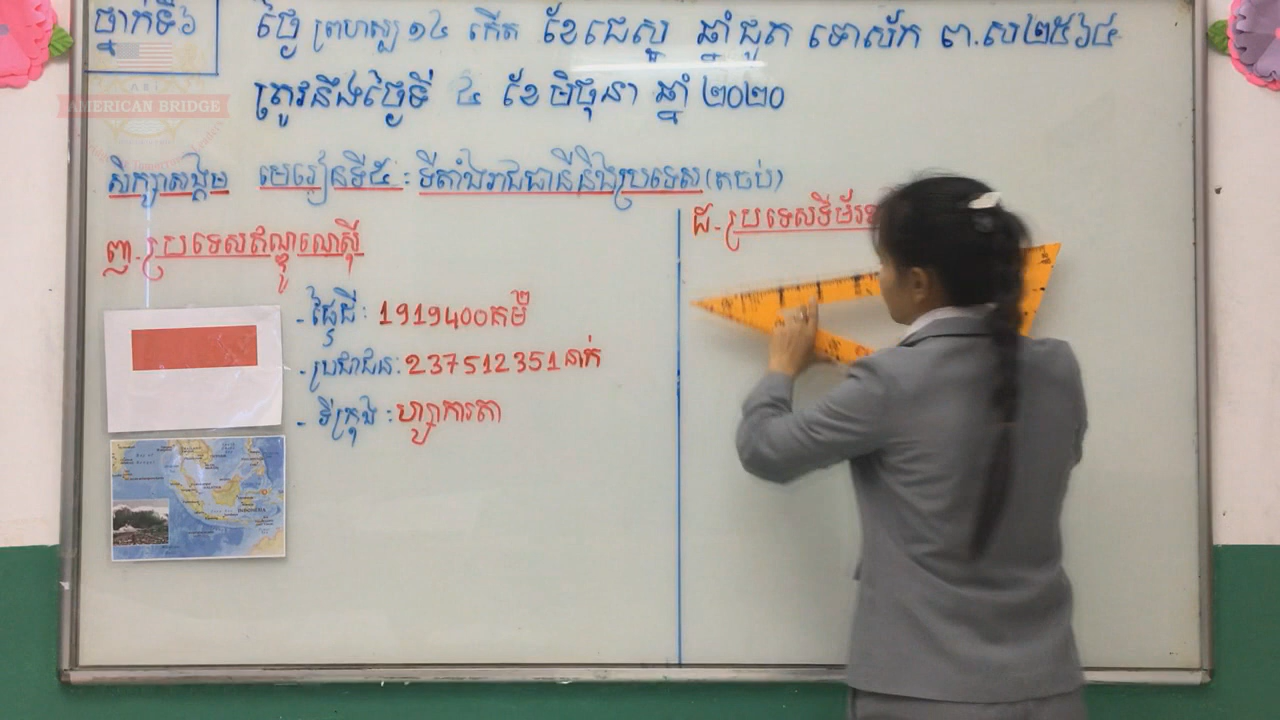 ថ្នាក់ទី៦
ថ្ងៃ ព្រហស្ប ១៤ កើត ខែជេស្ឋ ឆ្នាំជូត ទោស័ក ព.ស២៥៦៤
ត្រូវនឹងថ្ងៃទី ៤ ខែ មិថុនា ឆ្នាំ ២០២០
AMERICAN BRIDGE
សិក្សាសង្គម មេរៀនទី៥ : ទីតាំងរាជធានីនិងប្រទេស (តចប់)
ញ. ប្រទេសឥណ្ឌូណេស៊ី
- ផ្ទៃដី : 1919400គម២
- ប្រជាជន : 237512351នាក់
- ទីក្រុង : ហ្សាការតា
ដ. ប្រទេសទីម័រ